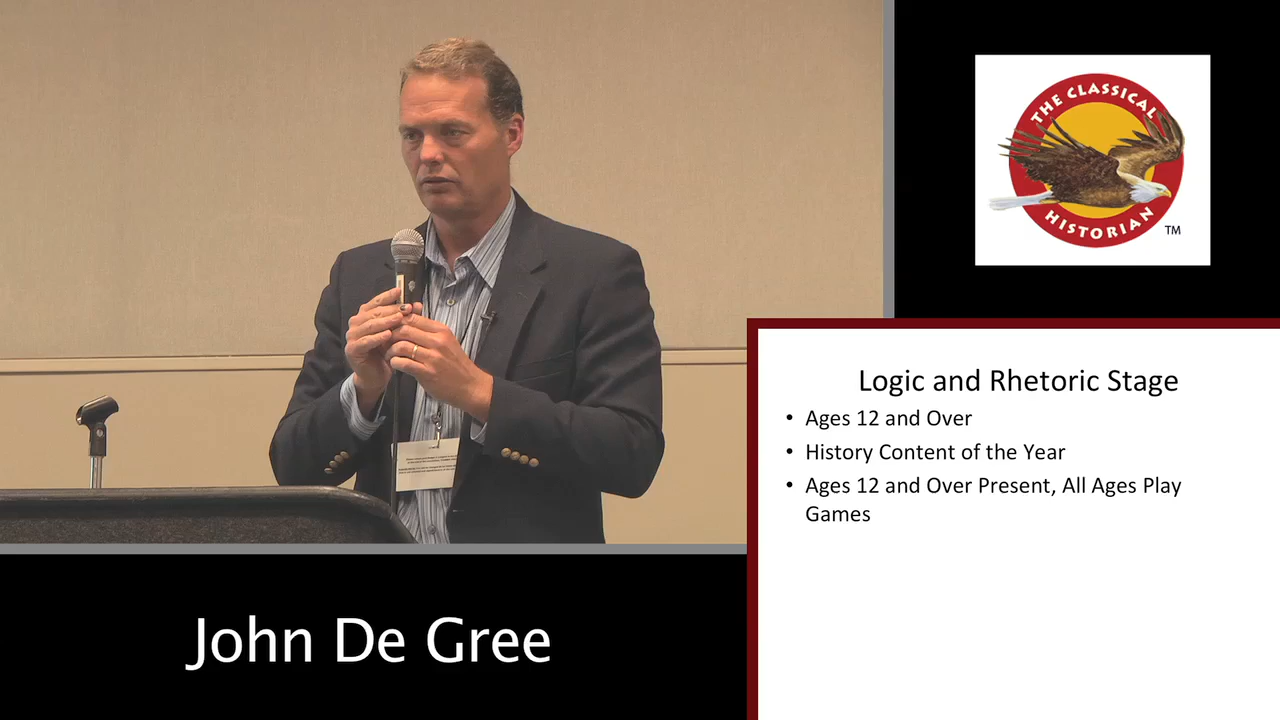 THE CLASSICAL
HISTORIAN
TM
Logic and Rhetoric Stage
• Ages 12 and Over
• History Content of the Year
• Ages 12 and Over Present, All Ages Play
Games
John De Gree